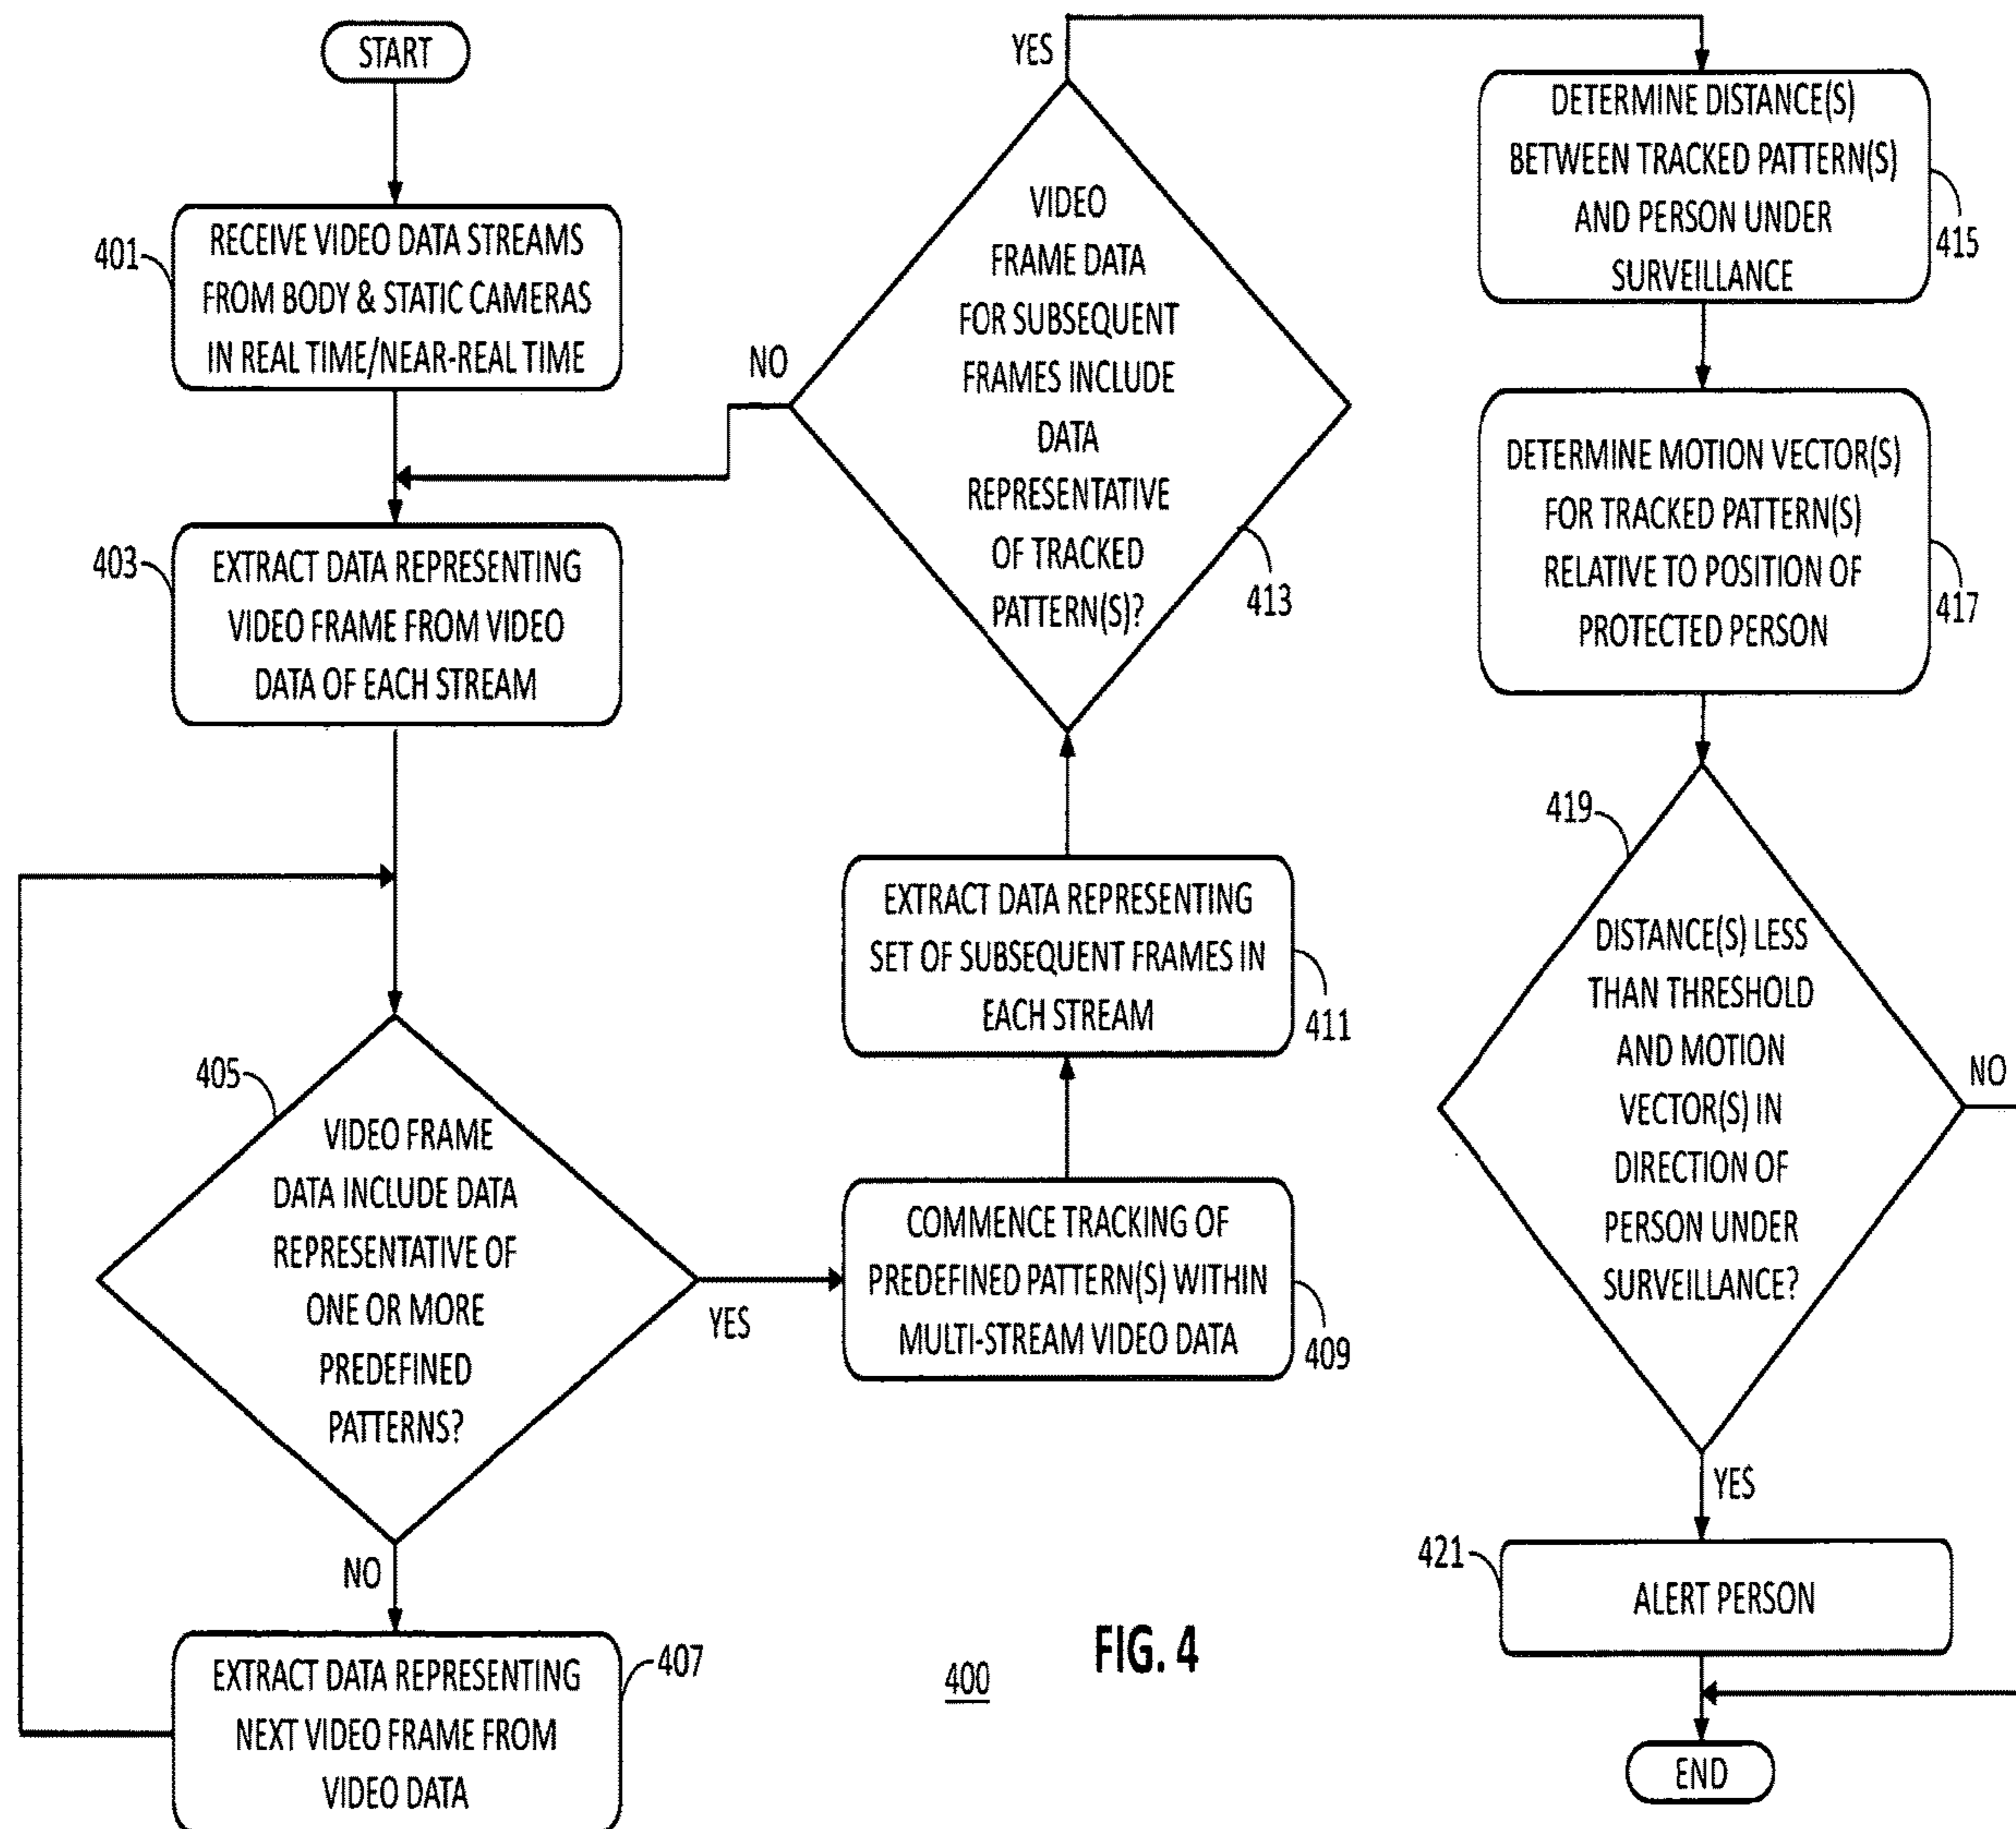 START
401
RECEIVE VIDEO DATA STREAMS
FROM BODY & STATIC CAMERAS
IN REAL TIME/NEAR-REAL TIME
403
EXTRACT DATA REPRESENTING
VIDEO FRAME FROM VIDEO
DATA OF EACH STREAM
405
VIDEO FRAME
DATA INCLUDE DATA
REPRESENTATIVE OF
ONE OR MORE
PREDEFINED
PATTERNS?
YES
NO
407
EXTRACT DATA REPRESENTING
NEXT VIDEO FRAME FROM
VIDEO DATA
COMMENCE TRACKING OF
PREDEFINED PATTERN(S) WITHIN
MULTI-STREAM VIDEO DATA
409
EXTRACT DATA REPRESENTING
SET OF SUBSEQUENT FRAMES IN
EACH STREAM
411
VIDEO
FRAME DATA
FOR SUBSEQUENT
FRAMES INCLUDE
DATA
REPRESENTATIVE
OF TRACKED
PATTERN(S)?
413
NO
YES
DETERMINE DISTANCE(S)
BETWEEN TRACKED PATTERN(S)
AND PERSON UNDER
SURVEILLANCE
415
DETERMINE MOTION VECTOR(S)
FOR TRACKED PATTERN(S)
RELATIVE TO POSITION OF
PROTECTED PERSON
417
419
DISTANCE(S) LESS
THAN THRESHOLD
AND MOTION
VECTOR(S) IN
DIRECTION OF
PERSON UNDER
SURVEILLANCE?
NO
YES
421
ALERT PERSON
END
400
FIG. 4